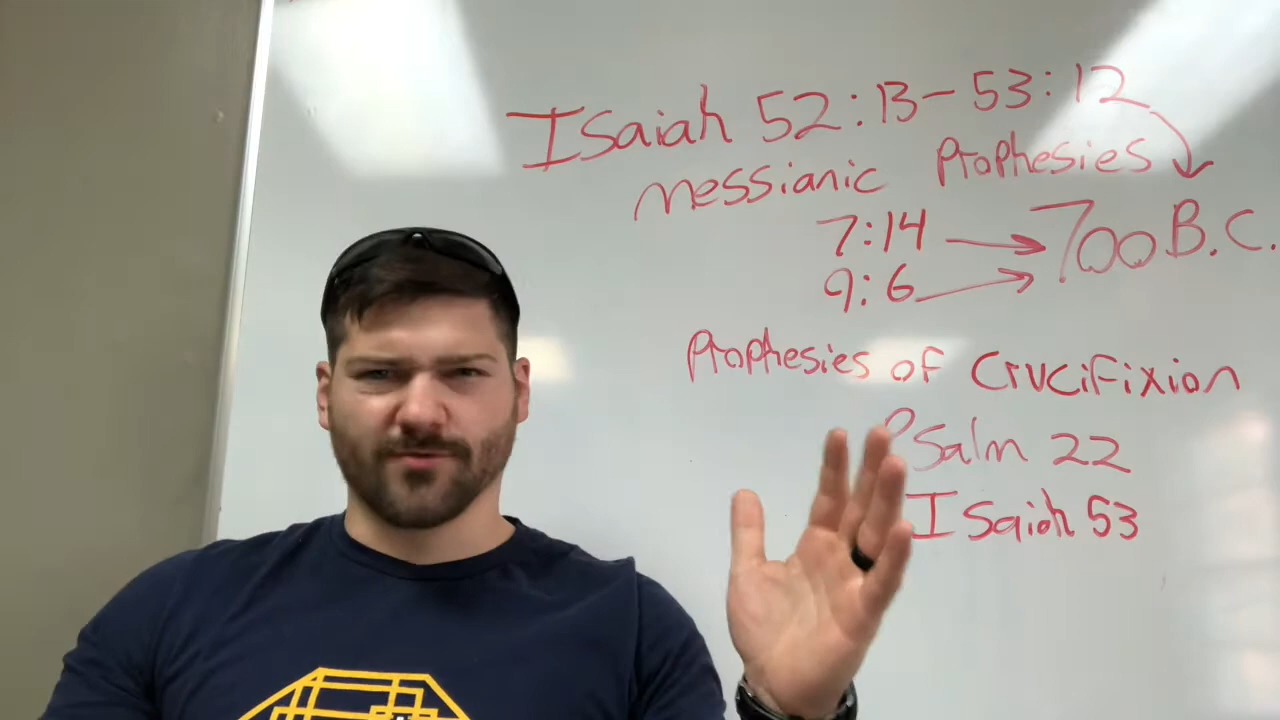 Isaiah 52:13-53:12
messianic Prophesies
7:14 → 700 B.C.
9:6 →
Prophesies of Crucifixion
Psalm 22
Isaiah 53